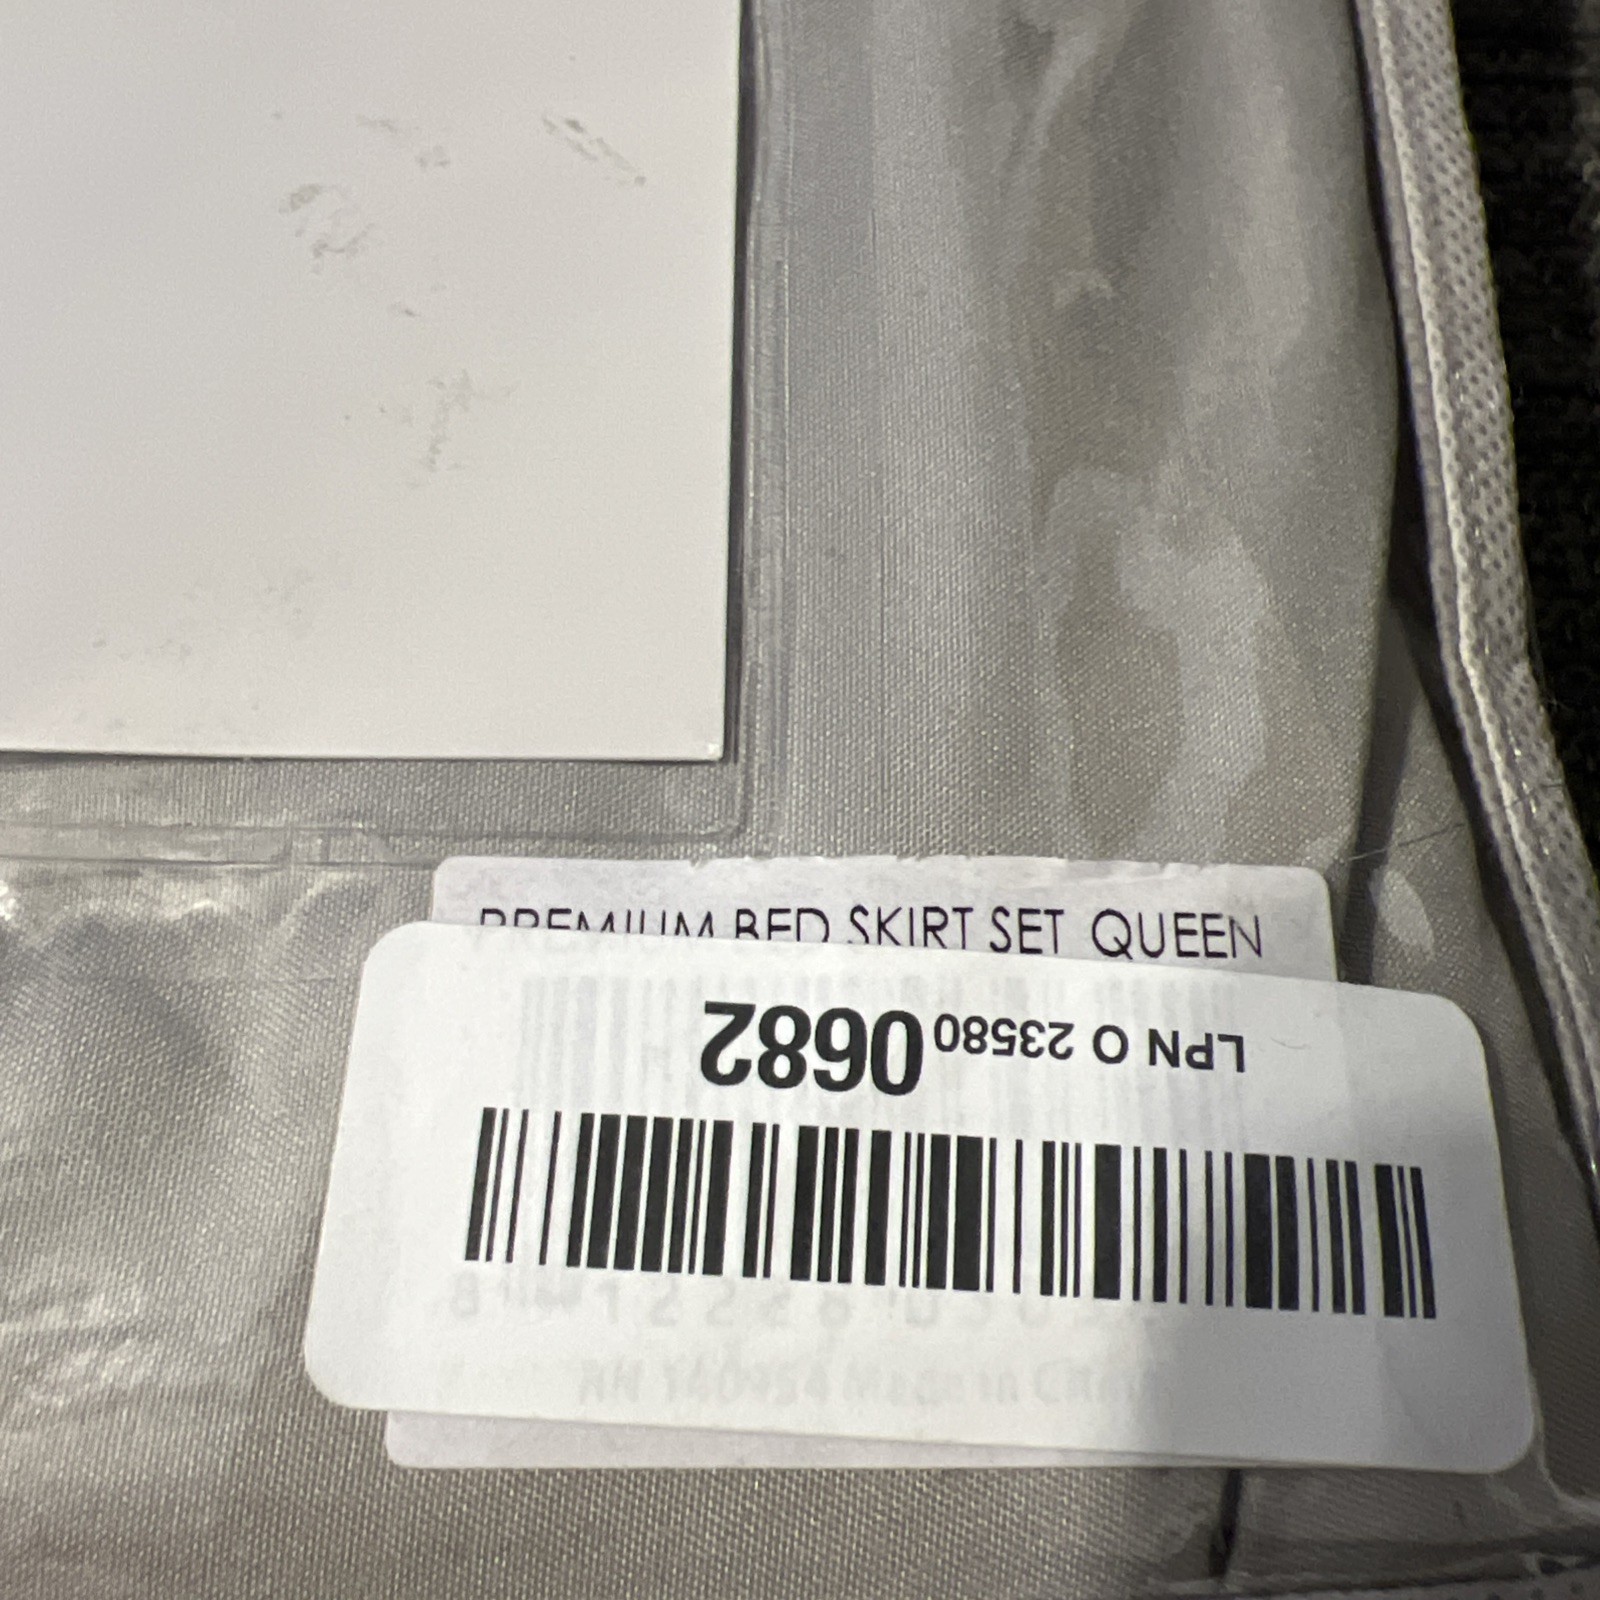 PREMIUM BED SKIRT SET QUEEN
LPN O 23580 0682